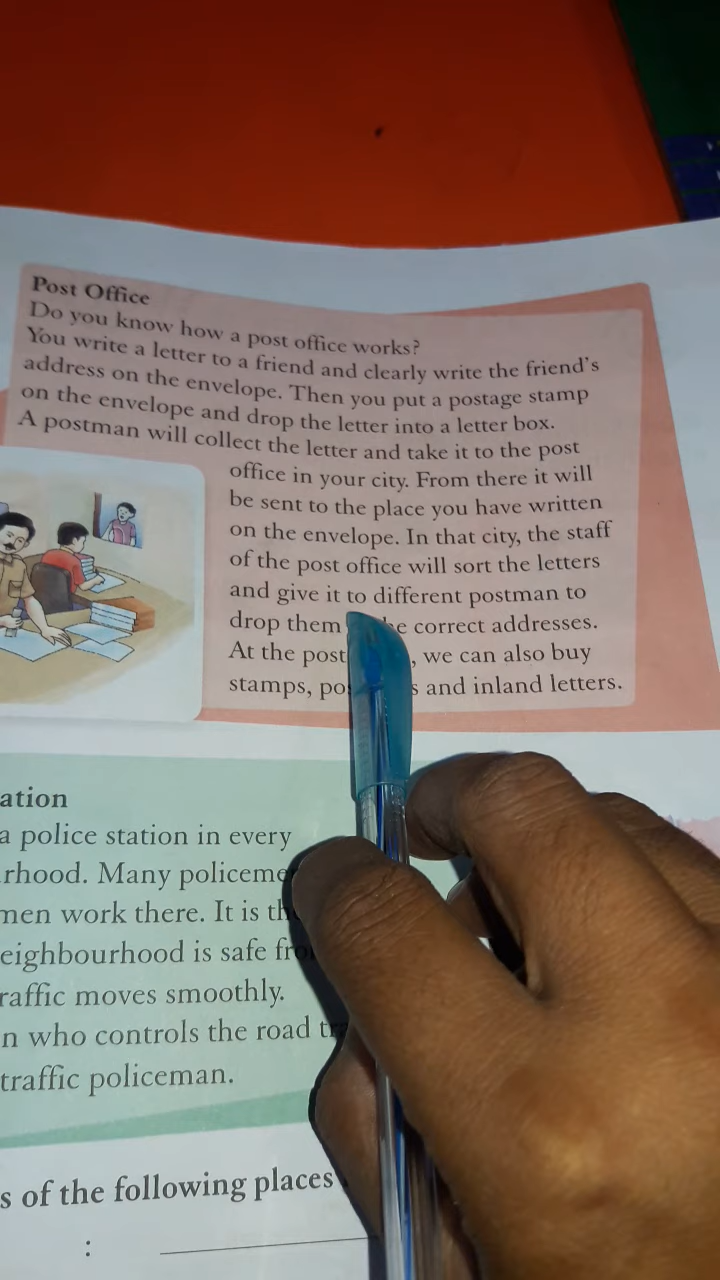 Post Office
Do you know how a post office works?
You write a letter to a friend and clearly write the friend's
address on the envelope. Then you put a postage stamp
on the envelope and drop the letter into a letter box.
A postman will collect the letter and take it to the post
office in your city. From there it will
be sent to the place you have written
on the envelope. In that city, the staff
of the post office will sort the letters
and give it to different postman to
drop them correct addresses.
At the post , we can also buy
stamps, and inland letters.
ation
a police station in every
rhood. Many
men work there. It is
eighbourhood is safe
raffic moves smoothly.
n who controls the road
traffic policeman.
s of the following places
: